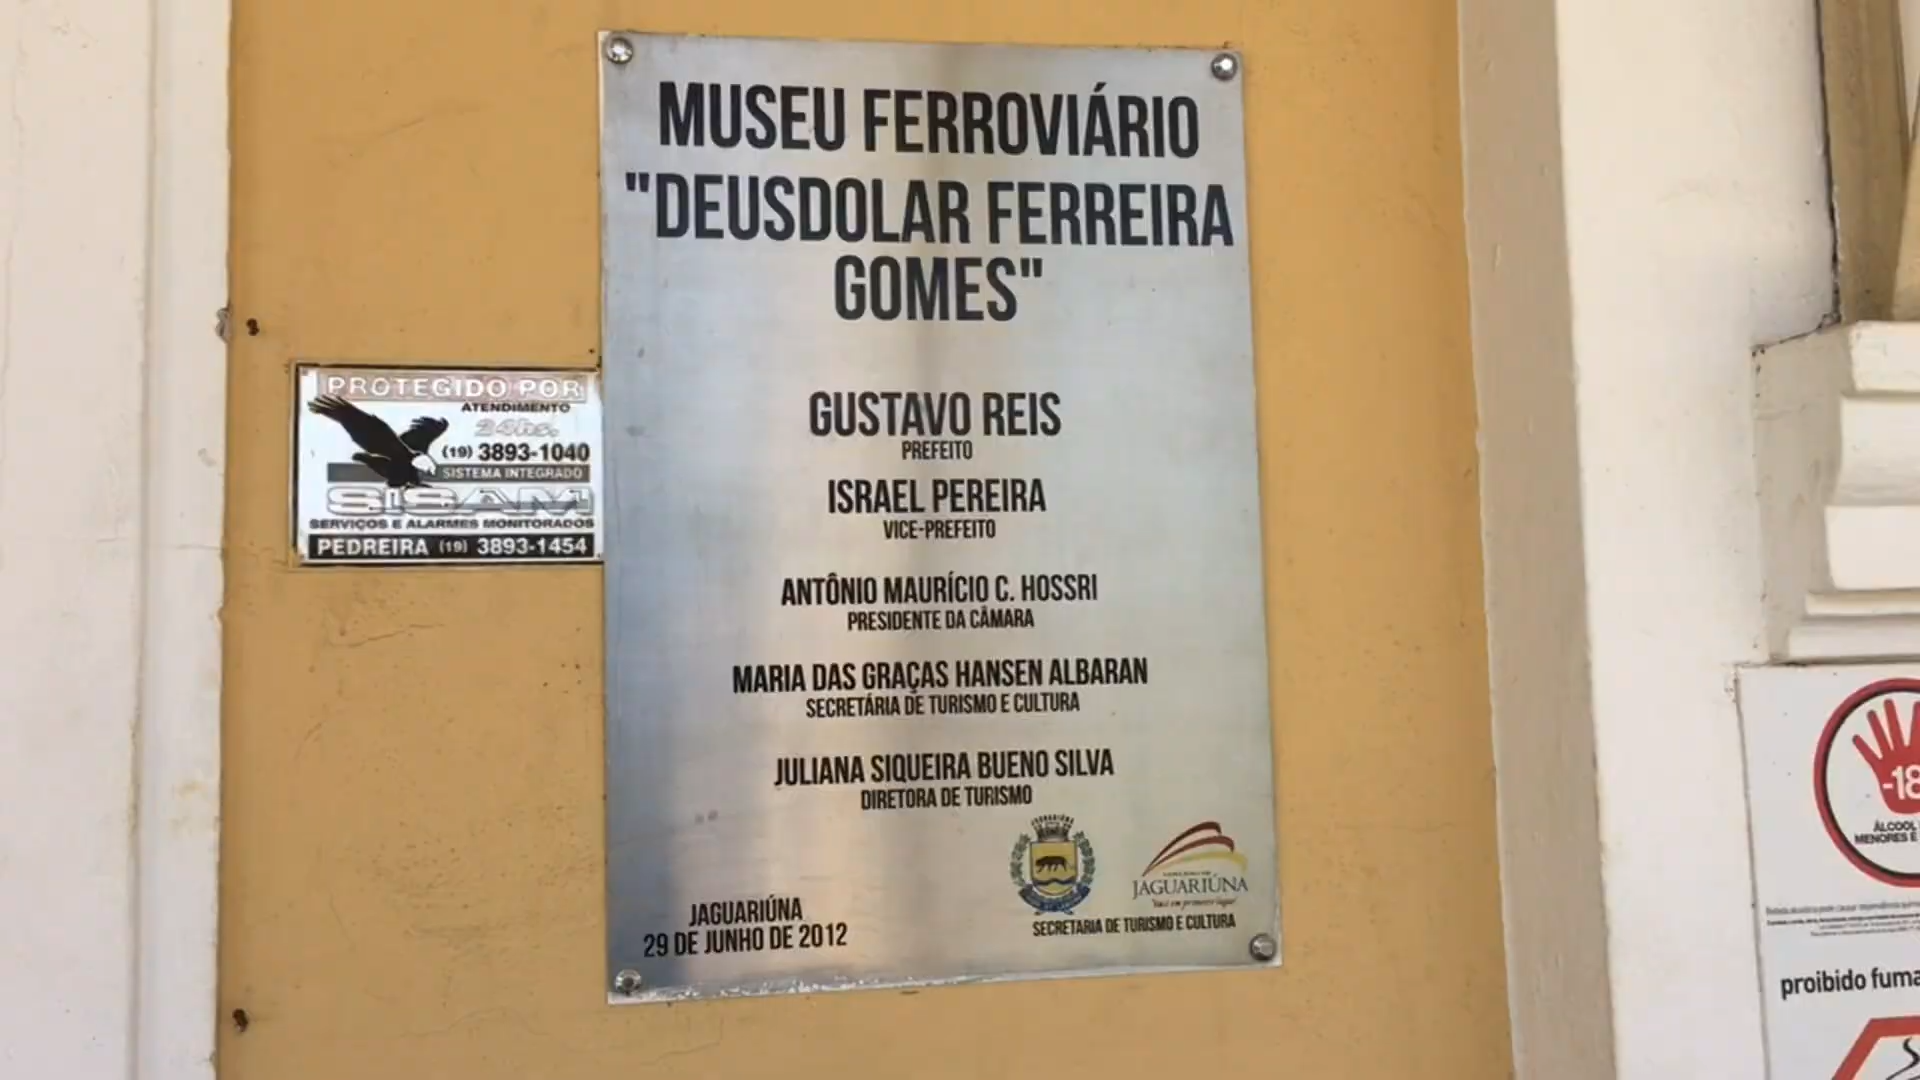 MUSEU FERROVIÁRIO
"DEUSDOLAR FERREIRA
GOMES"
GUSTAVO REIS
PREFEITO
ISRAEL PEREIRA
VICE-PREFEITO
ANTÔNIO MAURÍCIO C. HOSSRI
PRESIDENTE DA CÂMARA
MARIA DAS GRAÇAS HANSEN ALBARAN
SECRETÁRIA DE TURISMO E CULTURA
JULIANA SIQUEIRA BUENO SILVA
DIRETORA DE TURISMO
JAGUARIÚNA
29 DE JUNHO DE 2012
JAGUARIÚNA
SECRETARIA DE TURISMO E CULTURA
PROTEGIDO POR
ATENDIMENTO
24hs.
(19) 3893-1040
SISTEMA INTEGRADO
SISAM
SERVIÇOS E ALARMES MONITORADOS
PEDREIRA (19) 3893-1454
-18
ÁLCOOL
MENORES E
proibido fuma